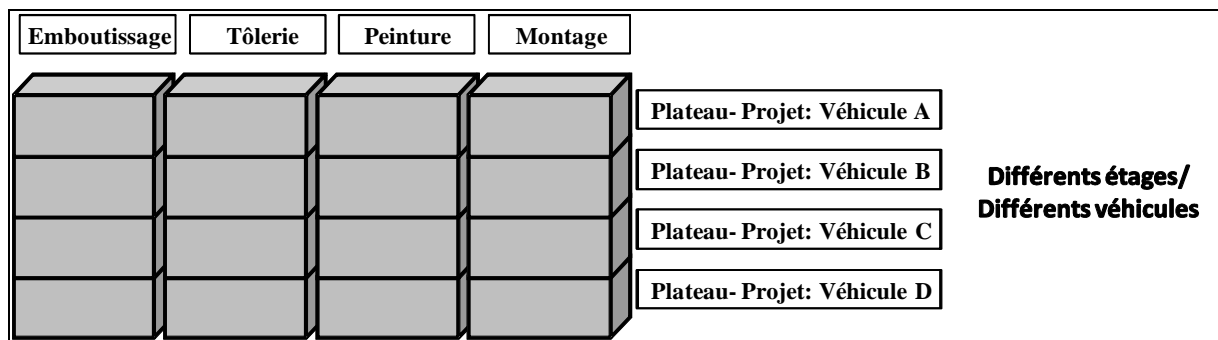 Emboutissage
Tôlerie
Peinture
Montage
Plateau- Projet: Véhicule A
Plateau- Projet: Véhicule B
Plateau- Projet: Véhicule C
Plateau- Projet: Véhicule D
Différents étages/
Différents véhicules